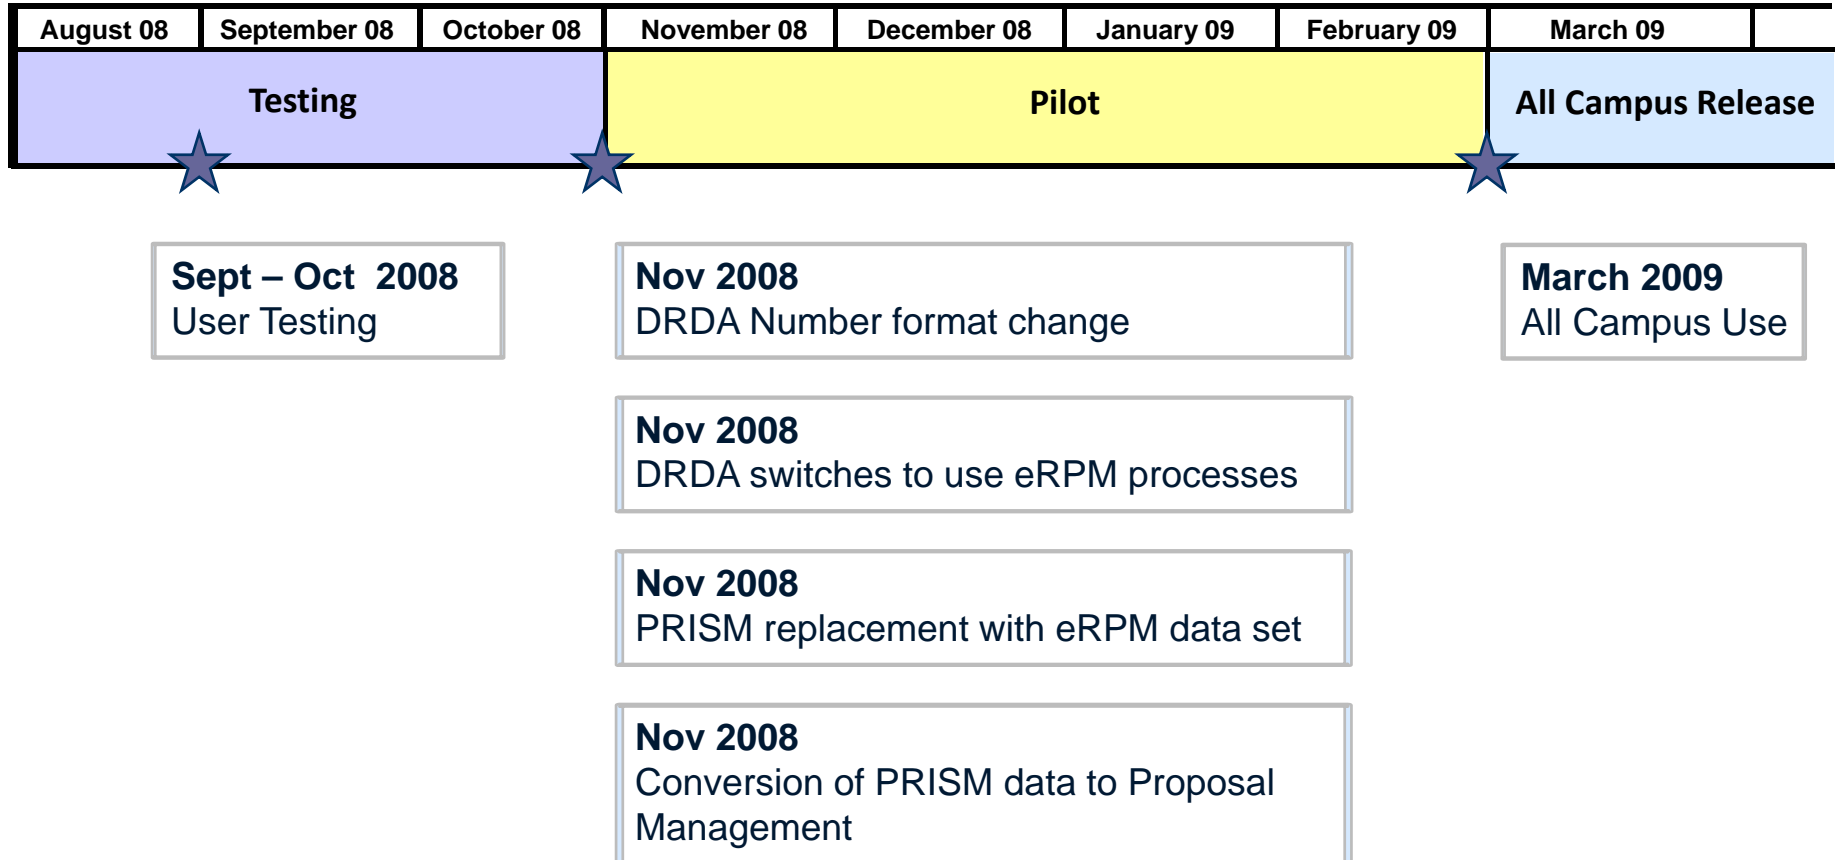 August 08 September 08 October 08 November 08 December 08 January 09 February 09 March 09
Testing Pilot All Campus Release
Sept – Oct  2008
User Testing
Nov 2008
DRDA Number format change
March 2009
All Campus Use
Nov 2008
DRDA switches to use eRPM processes
Nov 2008
PRISM replacement with eRPM data set
Nov 2008
Conversion of PRISM data to Proposal
Management